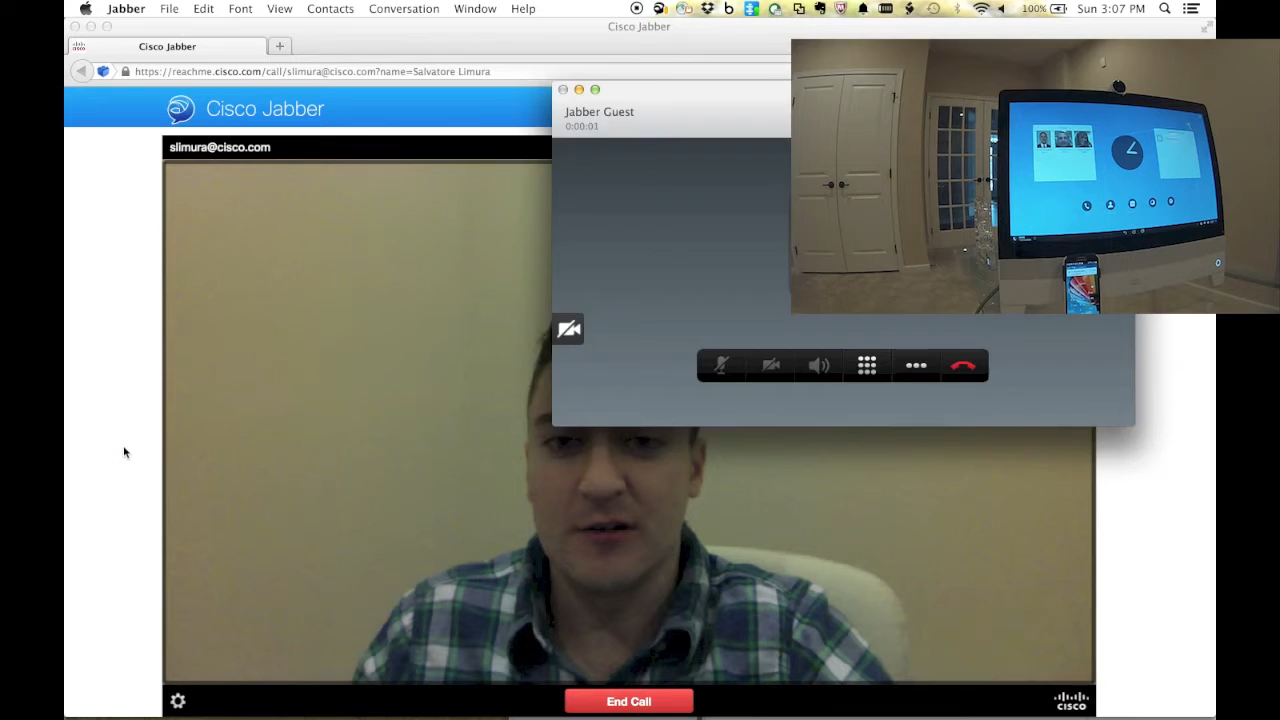 Jabber File Edit View Contacts Conversation Window Help 100% Sun 3:07 PM
Cisco Jabber
Cisco Jabber
https://reachme.cisco.com/call/slimura@cisco.com?name=Salvatore Limura
Cisco Jabber
Jabber Guest
0:00:01
slimura@cisco.com
End Call
cisco